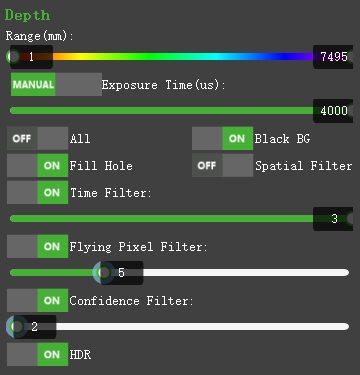 Depth
Range(mm):
1 7495
MANUAL Exposure Time(us):
4000
OFF All ON Black BG
ON Fill Hole OFF Spatial Filter
ON Time Filter:
3
ON Flying Pixel Filter:
5
ON Confidence Filter:
2
ON HDR